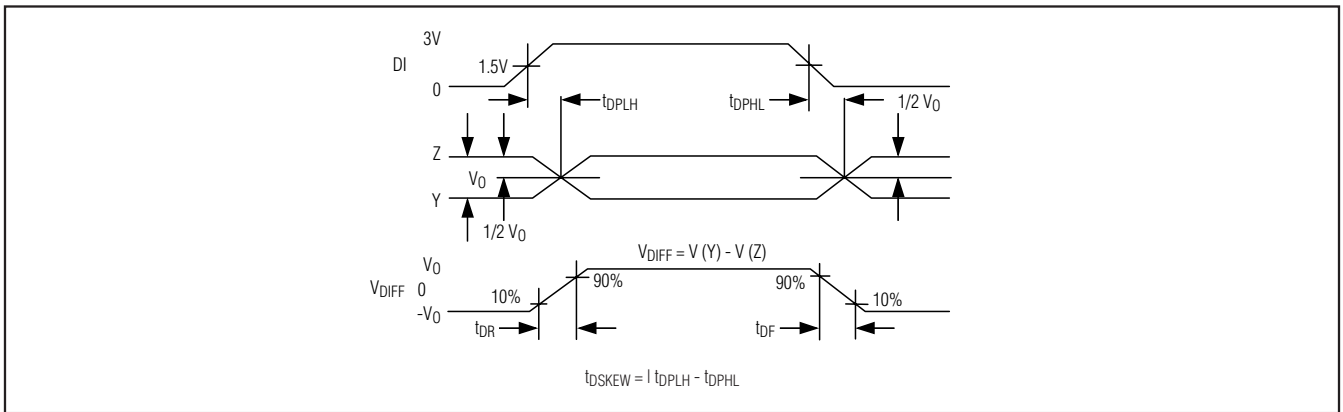 3V
DI
1.5V
0
tDPLH
tDPHL
1/2 VO
Z
VO
Y
1/2 VO
VDIFF = V (Y) - V (Z)
VO
VDIFF 0
-VO
10%
90%
90%
10%
tDR
tDF
tDSKEW = | tDPLH - tDPHL